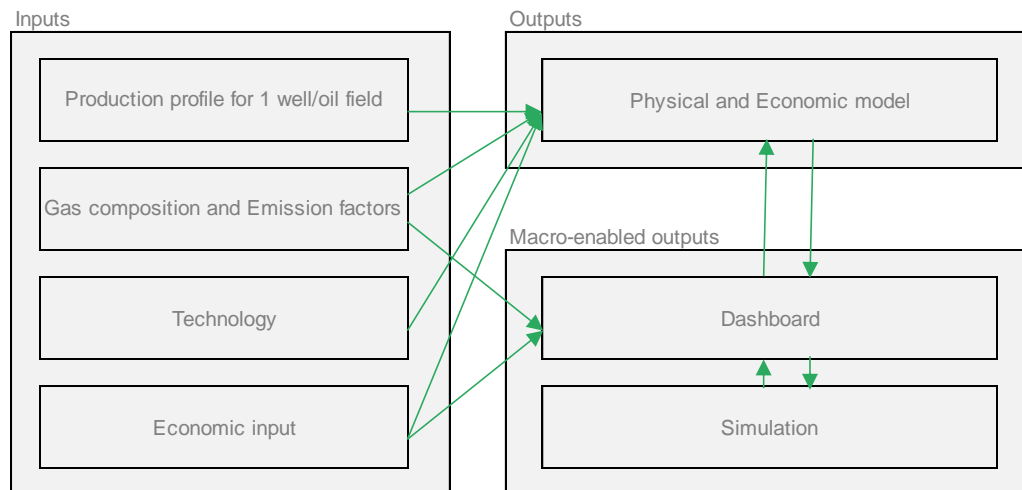 Inputs
Production profile for 1 well/oil field
Gas composition and Emission factors
Technology
Economic input
Outputs
Physical and Economic model
Macro-enabled outputs
Dashboard
Simulation